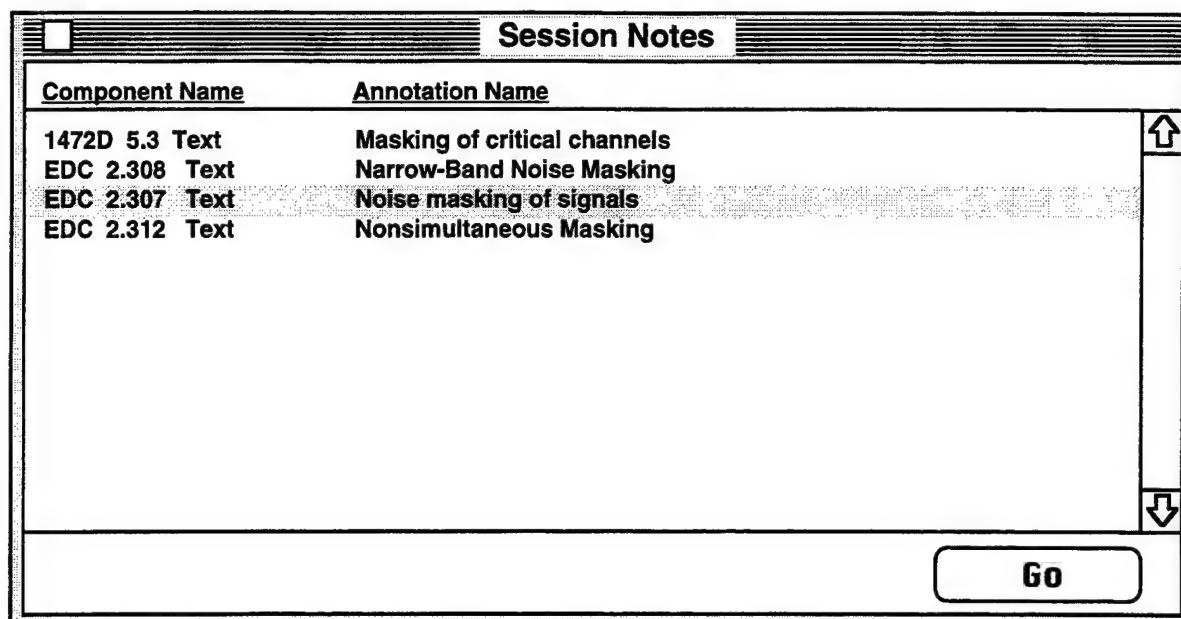 Session Notes
Component Name Annotation Name
1472D 5.3 Text Masking of critical channels
EDC 2.308 Text Narrow-Band Noise Masking
EDC 2.307 Text Noise masking of signals
EDC 2.312 Text Nonsimultaneous Masking
Go